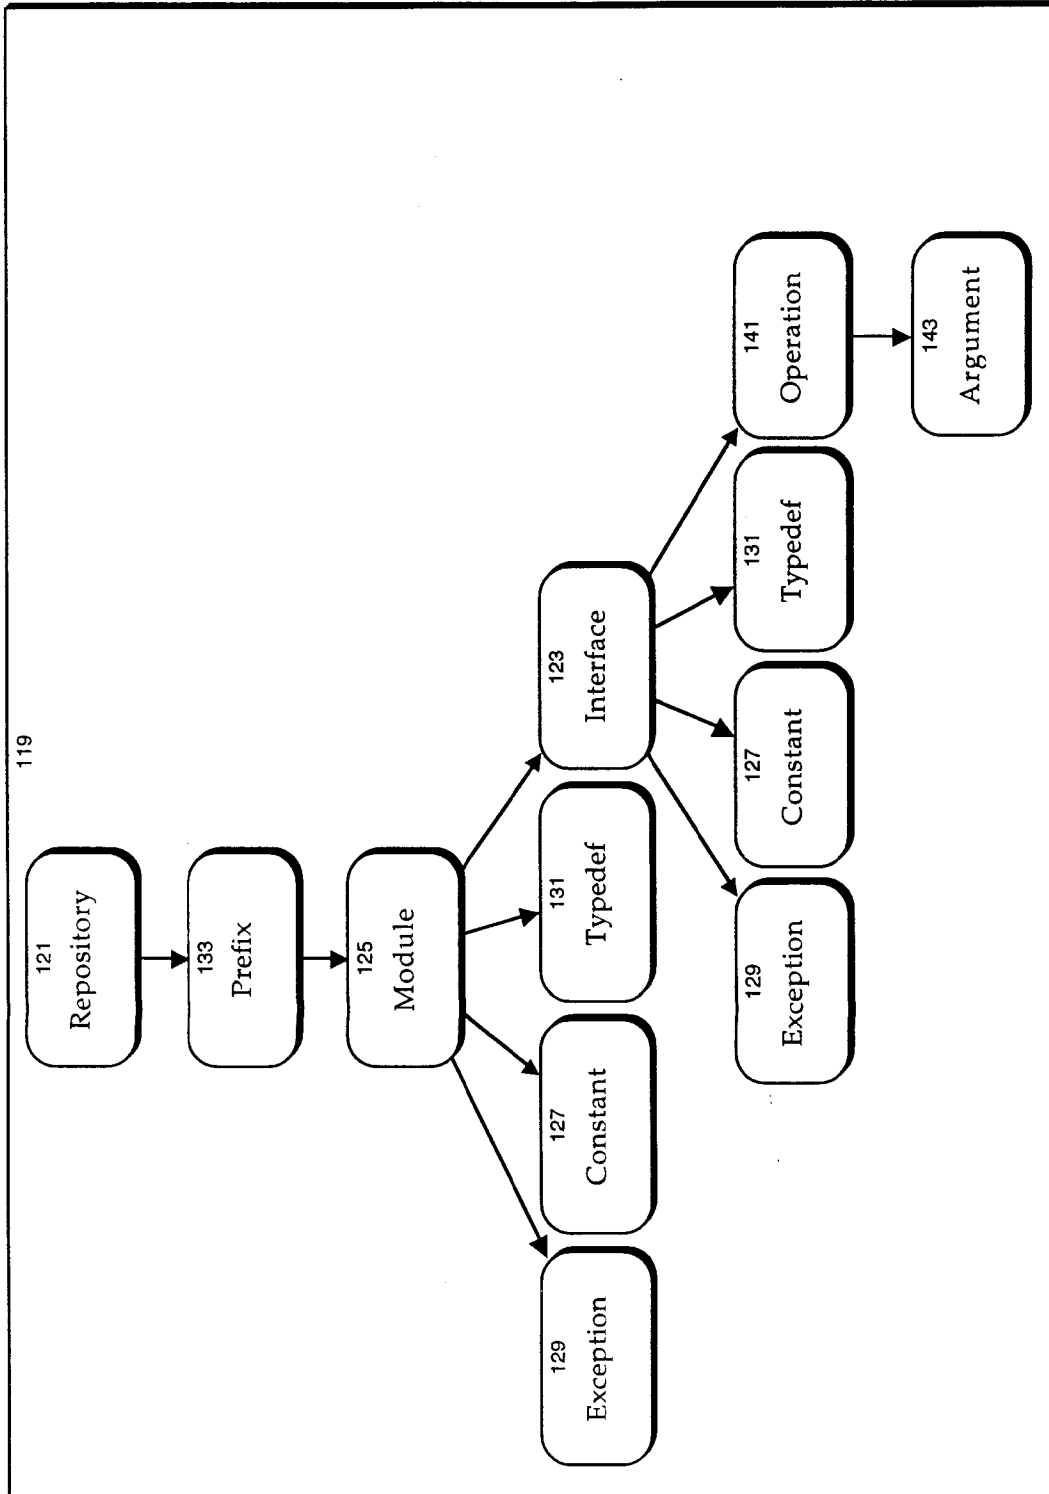 119
121
Repository
133
Prefix
125
Module
129
Exception
127
Constant
131
Typedef
123
Interface
129
Exception
127
Constant
131
Typedef
141
Operation
143
Argument